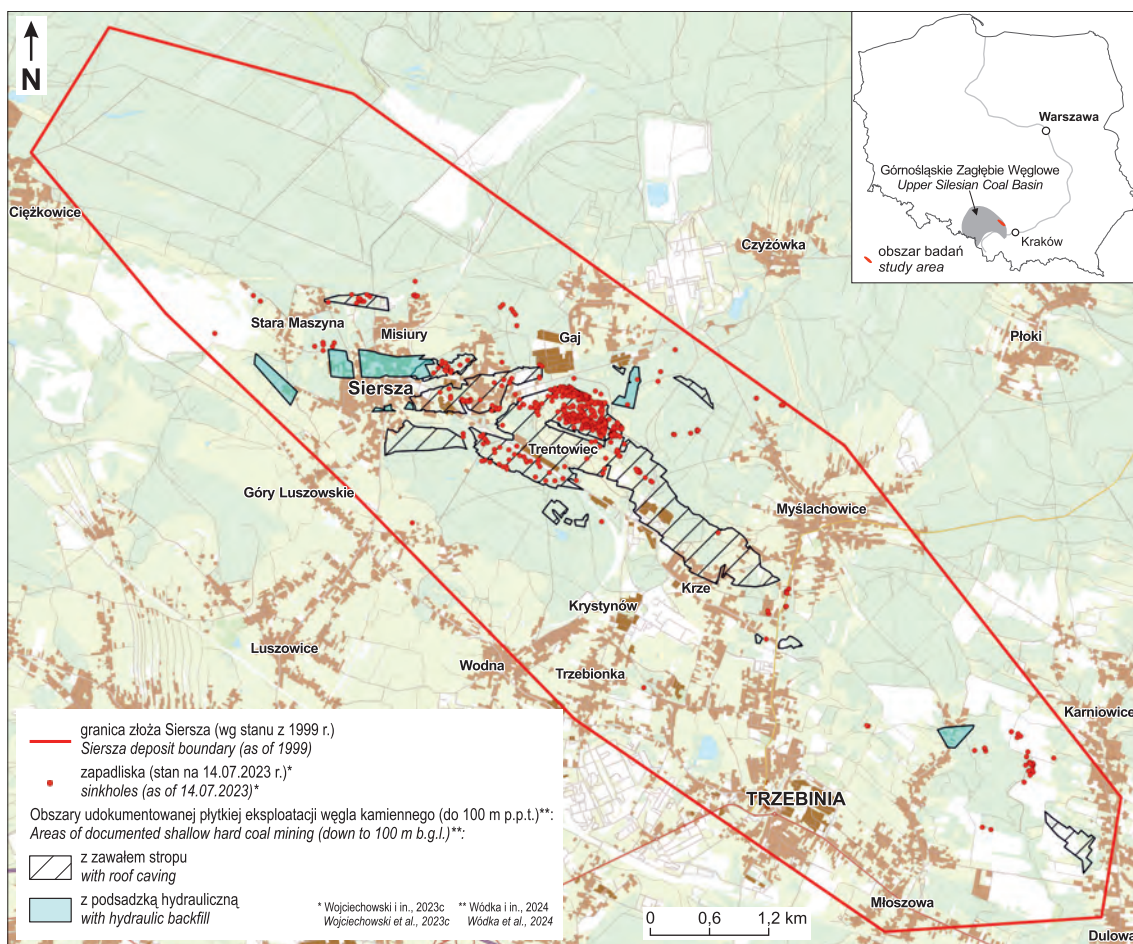 N
Warszawa
Górnośląskie Zagłębie Węglowe
Upper Silesian Coal Basin
Kraków
obszar badań
study area
Ciężkowice
Czyżówka
Stara Maszyna
Misiury
Gaj
Płoki
Siersza
Trentowiec
Góry Luszowskie
Myślachowice
Krze
Krystynów
Luszowice
Wodna
Trzebionka
Karniowice
TRZEBINIA
Młoszowa
Dulowa
granica złoża Siersza (wg stanu z 1999 r.)
Siersza deposit boundary (as of 1999)
zapadliska (stan na 14.07.2023 r.)*
sinkholes (as of 14.07.2023)*
Obszary udokumentowanej płytkiej eksploatacji węgla kamiennego (do 100 m p.p.t.)**:
Areas of documented shallow hard coal mining (down to 100 m b.g.l.)**:
z zawałem stropu
with roof caving
z podsadzką hydrauliczną
with hydraulic backfill
* Wojciechowski i in., 2023c
Wojciechowski et al., 2023c
** Wódka i in., 2024
Wódka et al., 2024
0 0,6 1,2 km